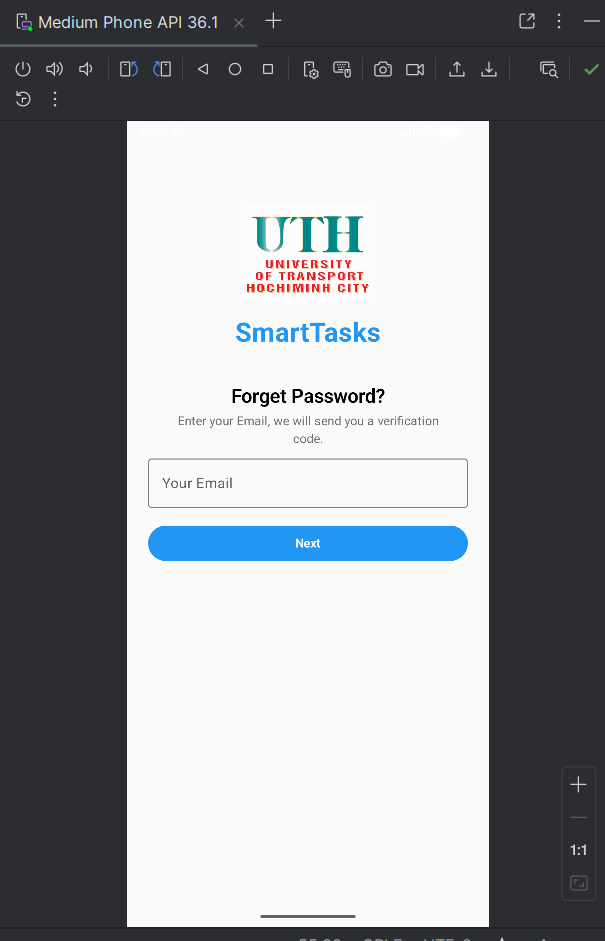 Medium Phone API 36.1
UTH
UNIVERSITY
OF TRANSPORT
HOCHIMINH CITY
SmartTasks
Forget Password?
Enter your Email, we will send you a verification
code.
Your Email
Next
1:1